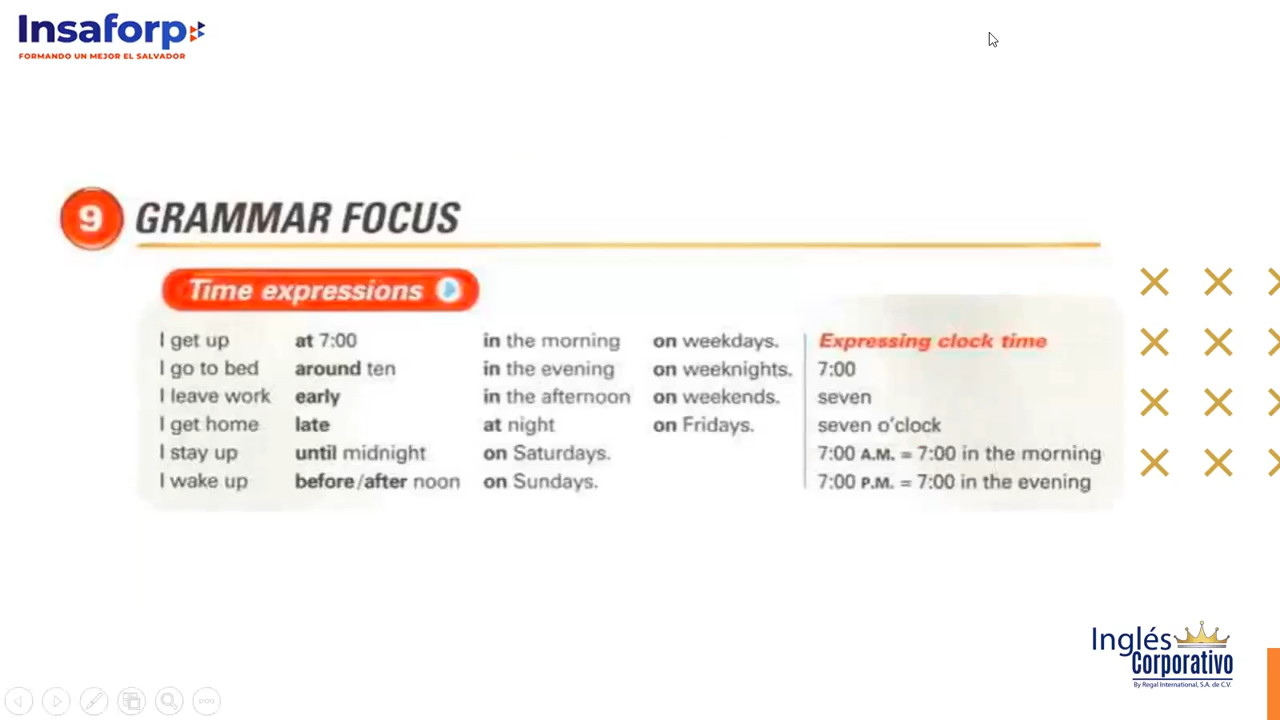 Insaforp
FORMANDO UN MEJOR EL SALVADOR
9 GRAMMAR FOCUS
Time expressions
I get up at 7:00 in the morning on weekdays.
I go to bed around ten in the evening on weeknights.
I leave work early in the afternoon on weekends.
I get home late at night on Fridays.
I stay up until midnight on Saturdays.
I wake up before/after noon on Sundays.
Expressing clock time
7:00
seven
seven o'clock
7:00 A.M. = 7:00 in the morning
7:00 P.M. = 7:00 in the evening
Inglés
Corporativo
By Regal International, S.A. de C.V.